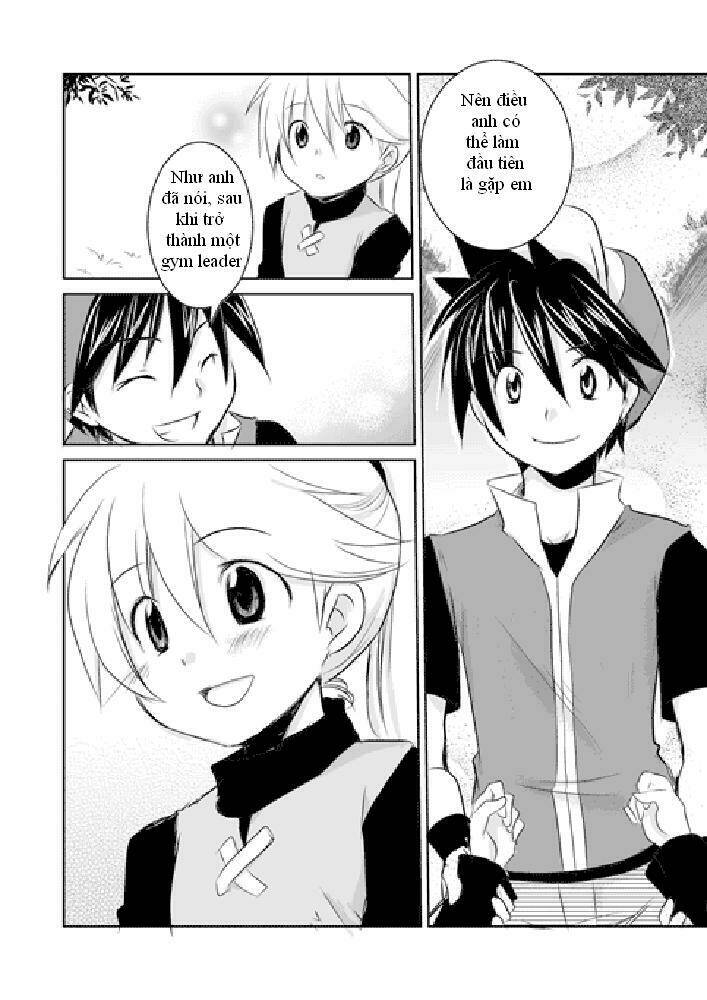 Nên điều
anh có
thể làm
đầu tiên
là gặp em
Như anh
đã nói, sau
khi trở
thành một
gym leader